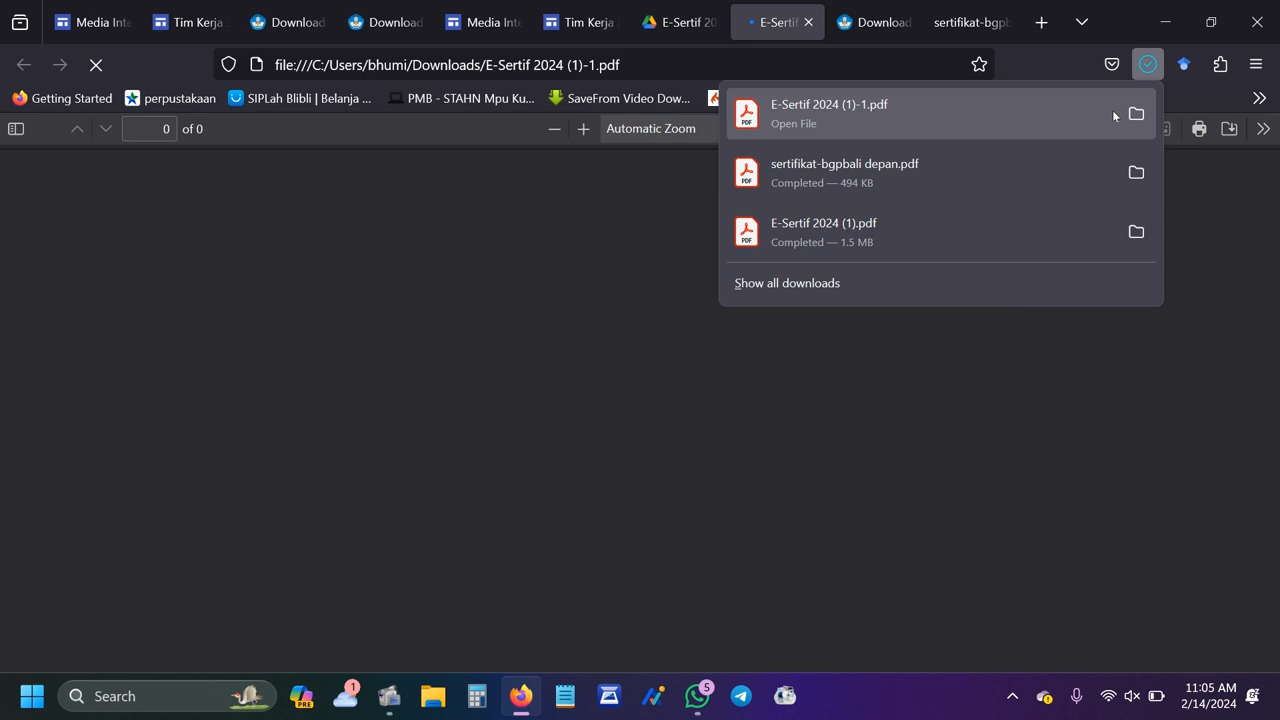 Media Inte
Tim Kerja
Download
Download
Media Inte
Tim Kerja
E-Sertif 20
E-Sertif
Download
sertifikat-bgpb
file:///C:/Users/bhumi/Downloads/E-Sertif 2024 (1)-1.pdf
Getting Started
perpustakaan
SIPLah Blibli | Belanja ...
PMB - STAHN Mpu Ku...
SaveFrom Video Dow...
0 of 0
Automatic Zoom
PDF
E-Sertif 2024 (1)-1.pdf
Open File
PDF
sertifikat-bgpbali depan.pdf
Completed — 494 KB
PDF
E-Sertif 2024 (1).pdf
Completed — 1.5 MB
Show all downloads
Search
PRE
1
5
11:05 AM
2/14/2024